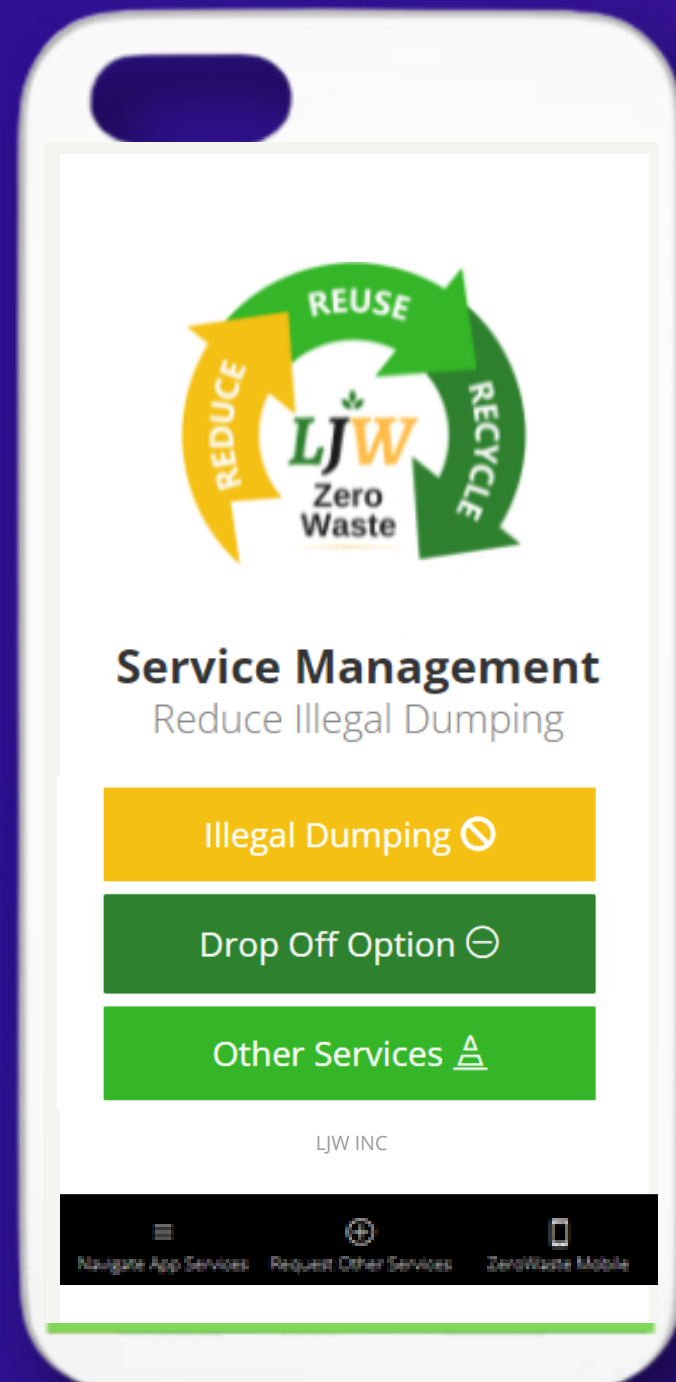 REDUCE
REUSE
RECYCLE
LJW
Zero
Waste
Service Management
Reduce Illegal Dumping
Illegal Dumping
Drop Off Option
Other Services
LJW INC
Navigate App Services
Request Other Services
ZeroWaste Mobile